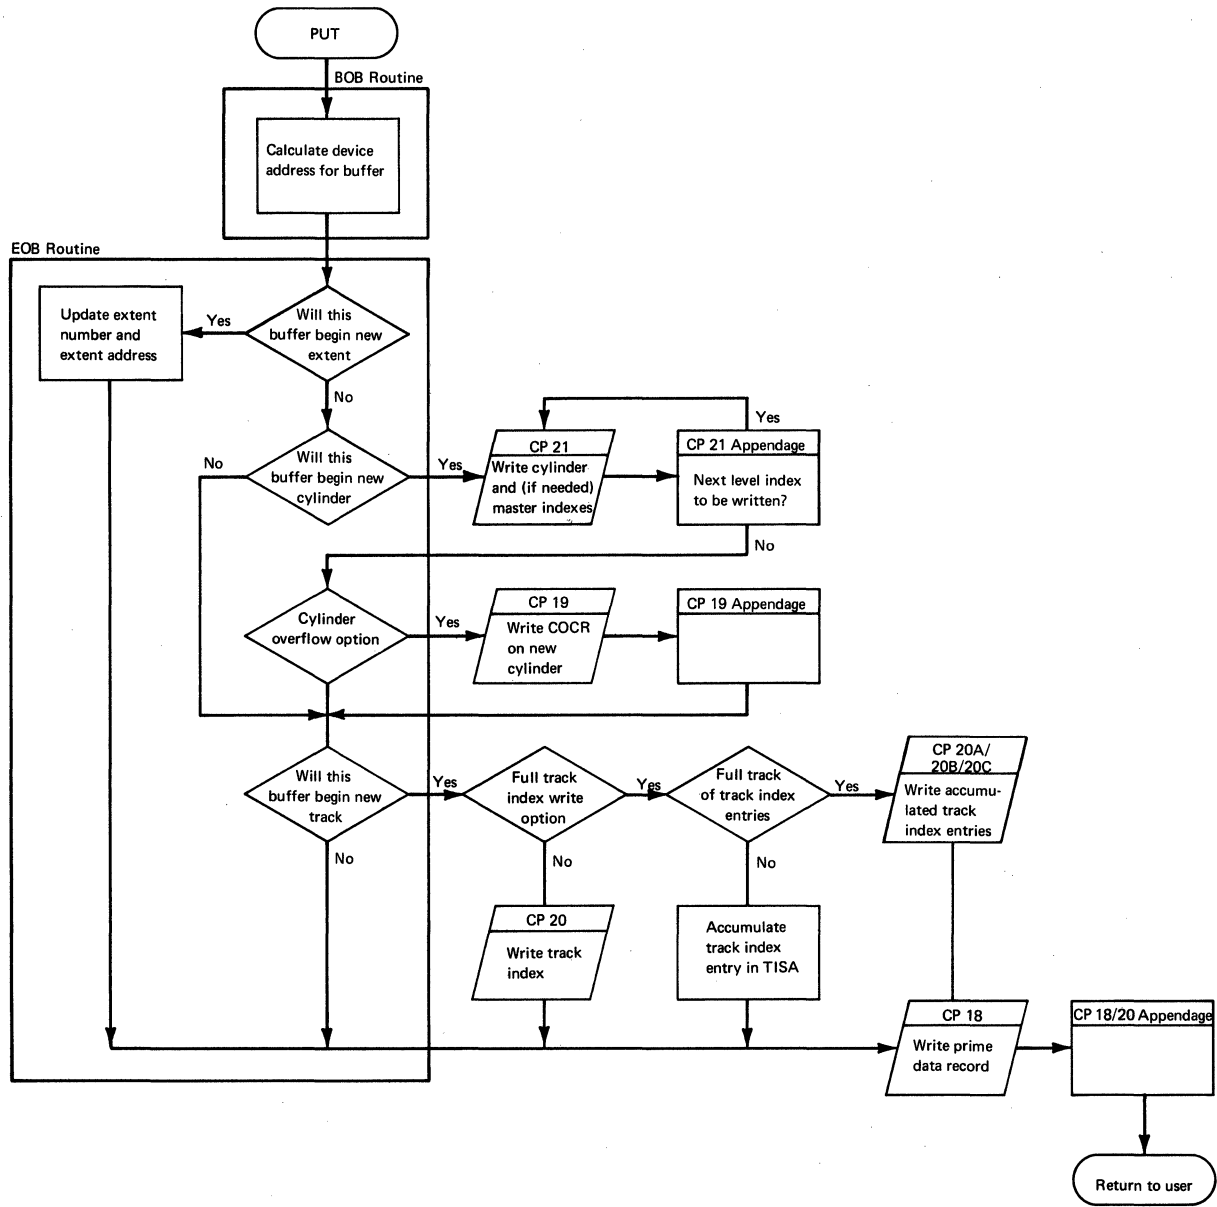 PUT
BOB Routine
Calculate device
address for buffer
EOB Routine
Update extent
number and
extent address
Yes
Will this
buffer begin new
extent
No
No
Will this
buffer begin new
cylinder
Yes
CP 21
Write cylinder
and (if needed)
master indexes
Yes
CP 21 Appendage
Next level index
to be written?
No
Cylinder
overflow option
Yes
CP 19
Write COCR
on new
cylinder
CP 19 Appendage
Will this
buffer begin new
track
Yes
Full track
index write
option
Yes
Full track
of track index
entries
Yes
CP 20A/
20B/20C
Write accumu-
lated track
index entries
No
No
No
CP 20
Write track
index
Accumulate
track index
entry in TISA
CP 18
Write prime
data record
CP 18/20 Appendage
Return to user